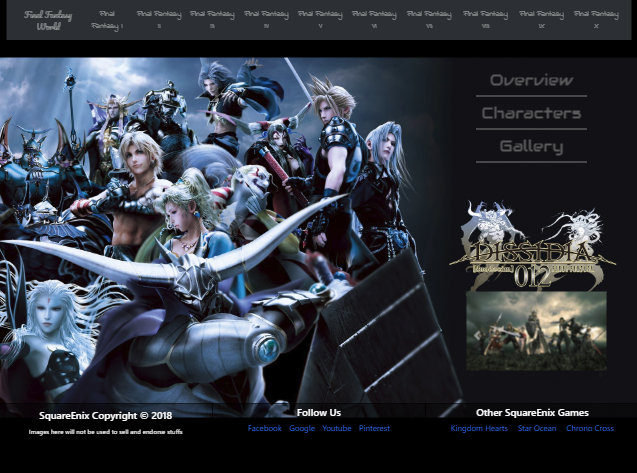 Final Fantasy
World
Final
Fantasy I
Final Fantasy
II
Final Fantasy
III
Final Fantasy
IV
Final Fantasy
V
Final Fantasy
VI
Final Fantasy
VII
Final Fantasy
VIII
Final Fantasy
IX
Final Fantasy
X
Overview
Characters
Gallery
DISSIDIA
012
SquareEnix Copyright © 2018
Images here will not be used to sell and endorse stuffs
Follow Us
Facebook Google Youtube Pinterest
Other SquareEnix Games
Kingdom Hearts Star Ocean Chrono Cross